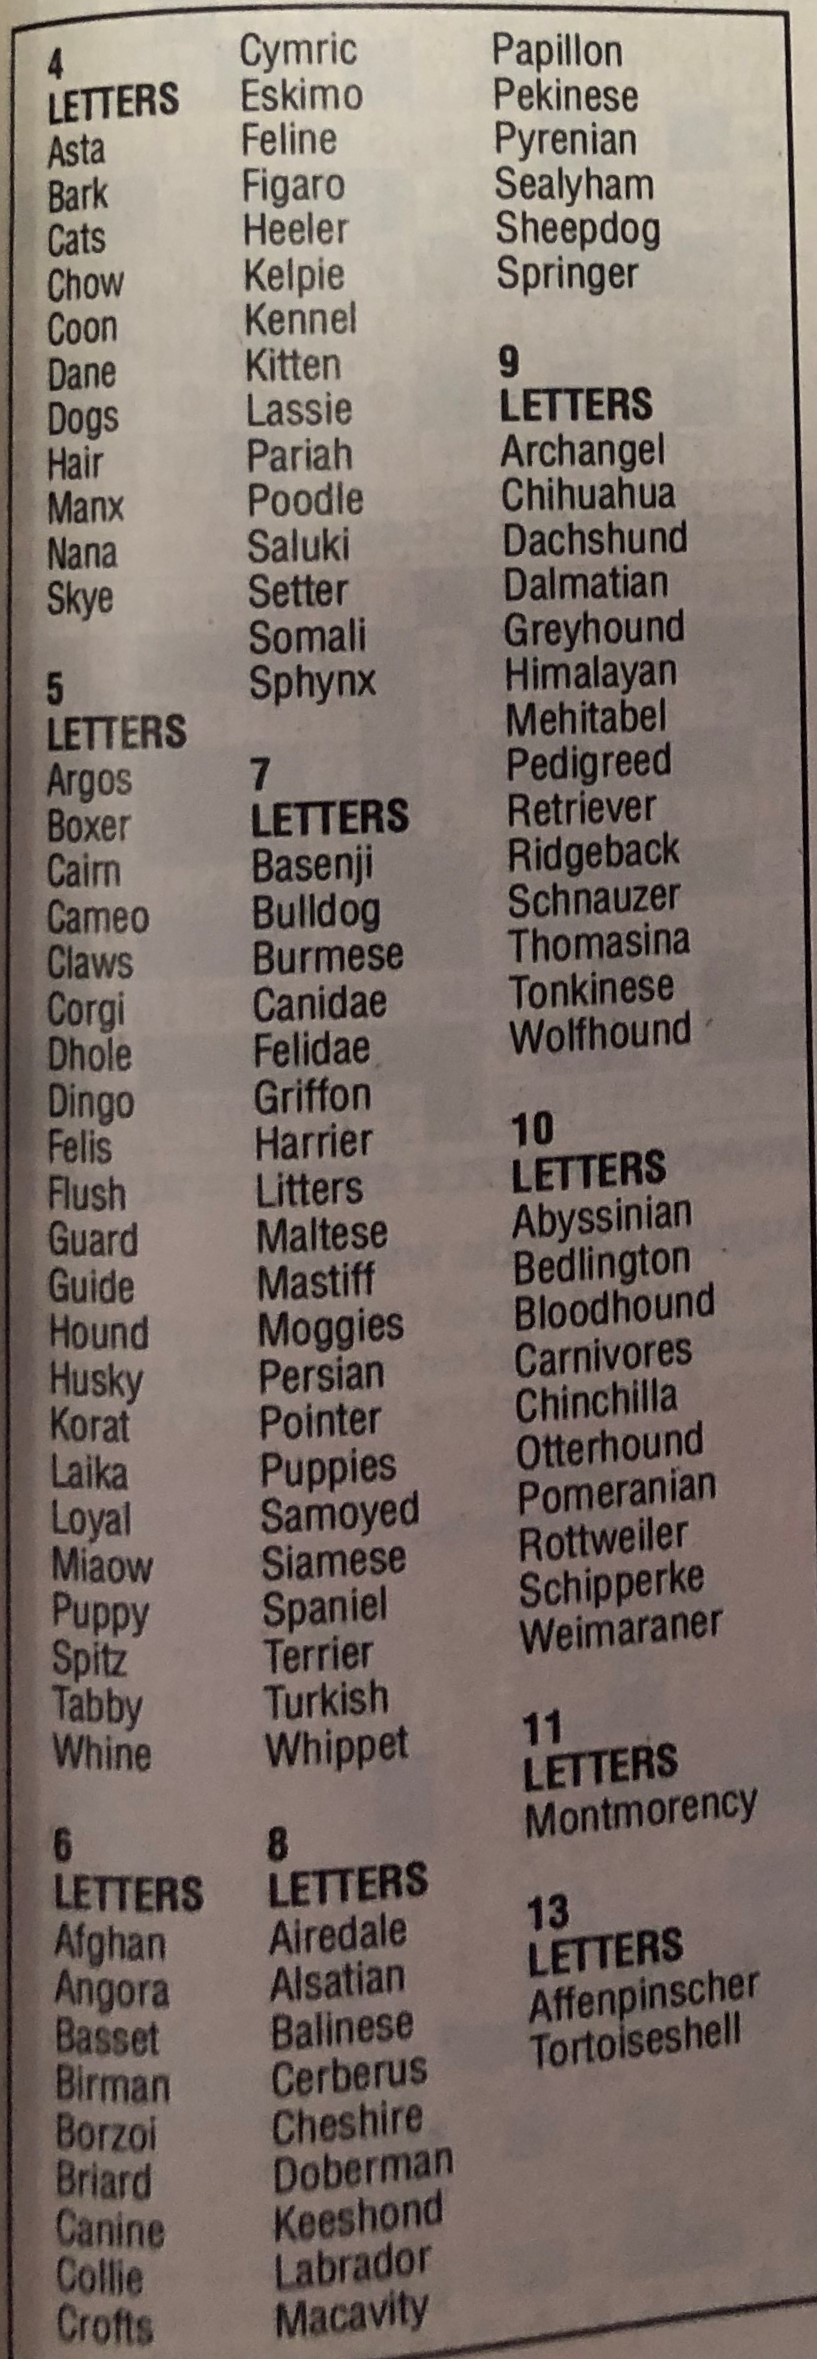 4
LETTERS
Asta
Bark
Cats
Chow
Coon
Dane
Dogs
Hair
Manx
Nana
Skye
5
LETTERS
Argos
Boxer
Cairn
Cameo
Claws
Corgi
Dhole
Dingo
Felis
Flush
Guard
Guide
Hound
Husky
Korat
Laika
Loyal
Miaow
Puppy
Spitz
Tabby
Whine
6
LETTERS
Afghan
Angora
Basset
Birman
Borzoi
Briard
Canine
Collie
Crofts
Cymric
Eskimo
Feline
Figaro
Heeler
Kelpie
Kennel
Kitten
Lassie
Pariah
Poodle
Saluki
Setter
Somali
Sphynx
7
LETTERS
Basenji
Bulldog
Burmese
Canidae
Felidae
Griffon
Harrier
Litters
Maltese
Mastiff
Moggies
Persian
Pointer
Puppies
Samoyed
Siamese
Spaniel
Terrier
Turkish
Whippet
8
LETTERS
Airedale
Alsatian
Balinese
Cerberus
Cheshire
Doberman
Keeshond
Labrador
Macavity
Papillon
Pekinese
Pyrenian
Sealyham
Sheepdog
Springer
9
LETTERS
Archangel
Chihuahua
Dachshund
Dalmatian
Greyhound
Himalayan
Mehitabel
Pedigreed
Retriever
Ridgeback
Schnauzer
Thomasina
Tonkinese
Wolfhound
10
LETTERS
Abyssinian
Bedlington
Bloodhound
Carnivores
Chinchilla
Otterhound
Pomeranian
Rottweiler
Schipperke
Weimaraner
11
LETTERS
Montmorency
13
LETTERS
Affenpinscher
Tortoiseshell